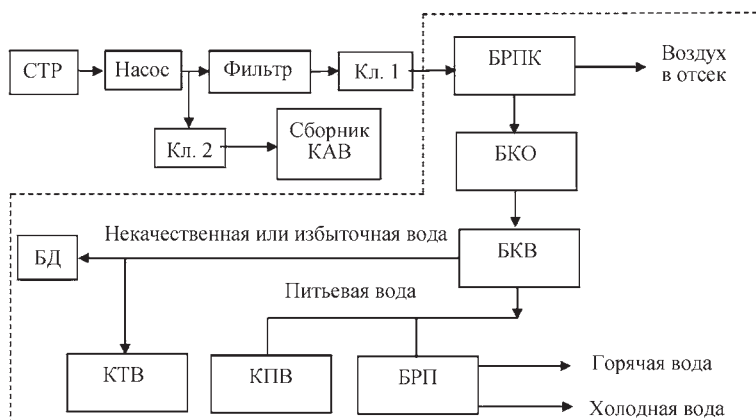 СТР
Насос
Фильтр
Кл. 1
БРПК
Воздух
в отсек
Кл. 2
Сборник
КАВ
БКО
Некачественная или избыточная вода
БД
БКВ
Питьевая вода
КТВ
КПВ
БРП
Горячая вода
Холодная вода